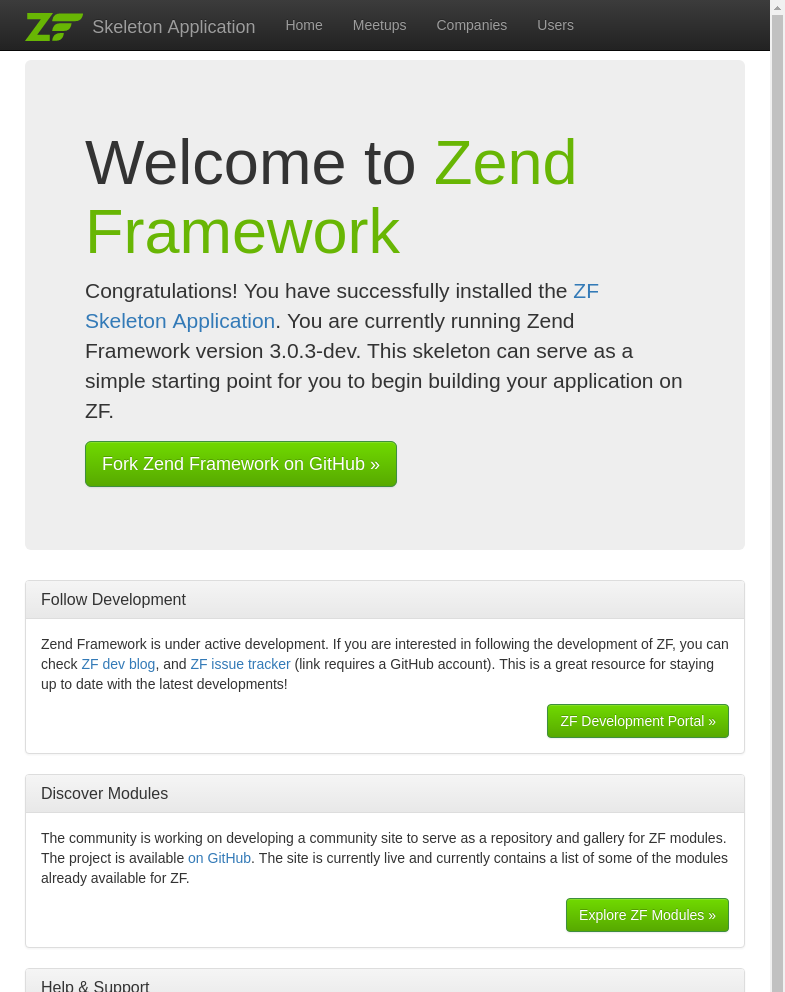 ZF Skeleton Application Home Meetups Companies Users
Welcome to Zend
Framework
Congratulations! You have successfully installed the ZF
Skeleton Application. You are currently running Zend
Framework version 3.0.3-dev. This skeleton can serve as a
simple starting point for you to begin building your application on
ZF.
Fork Zend Framework on GitHub »
Follow Development
Zend Framework is under active development. If you are interested in following the development of ZF, you can
check ZF dev blog, and ZF issue tracker (link requires a GitHub account). This is a great resource for staying
up to date with the latest developments!
ZF Development Portal »
Discover Modules
The community is working on developing a community site to serve as a repository and gallery for ZF modules.
The project is available on GitHub. The site is currently live and currently contains a list of some of the modules
already available for ZF.
Explore ZF Modules »
Help & Support